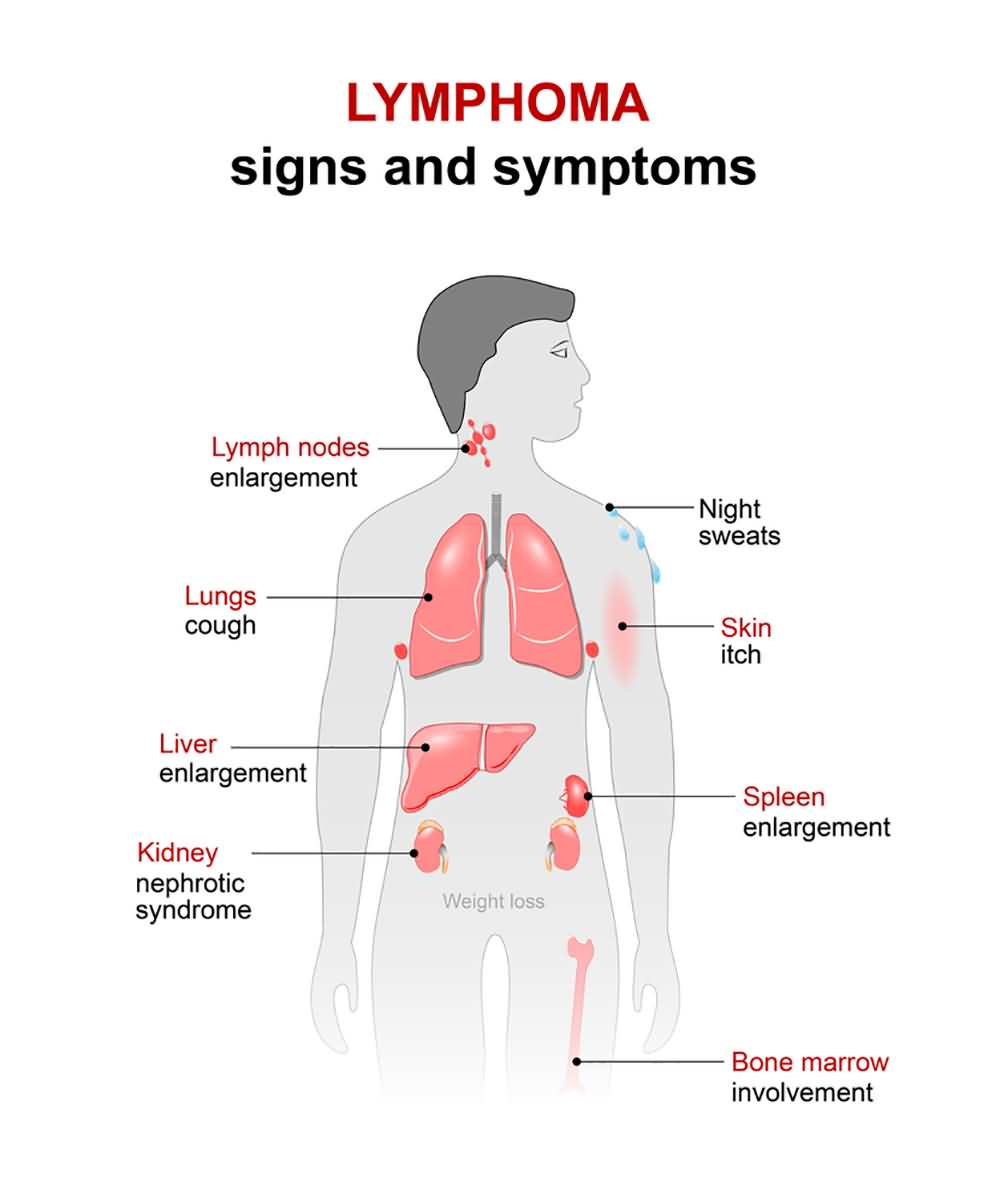 LYMPHOMA
signs and symptoms
Lymph nodes
enlargement
Night
sweats
Lungs
cough
Skin
itch
Liver
enlargement
Spleen
enlargement
Kidney
nephrotic
syndrome
Weight loss
Bone marrow
involvement